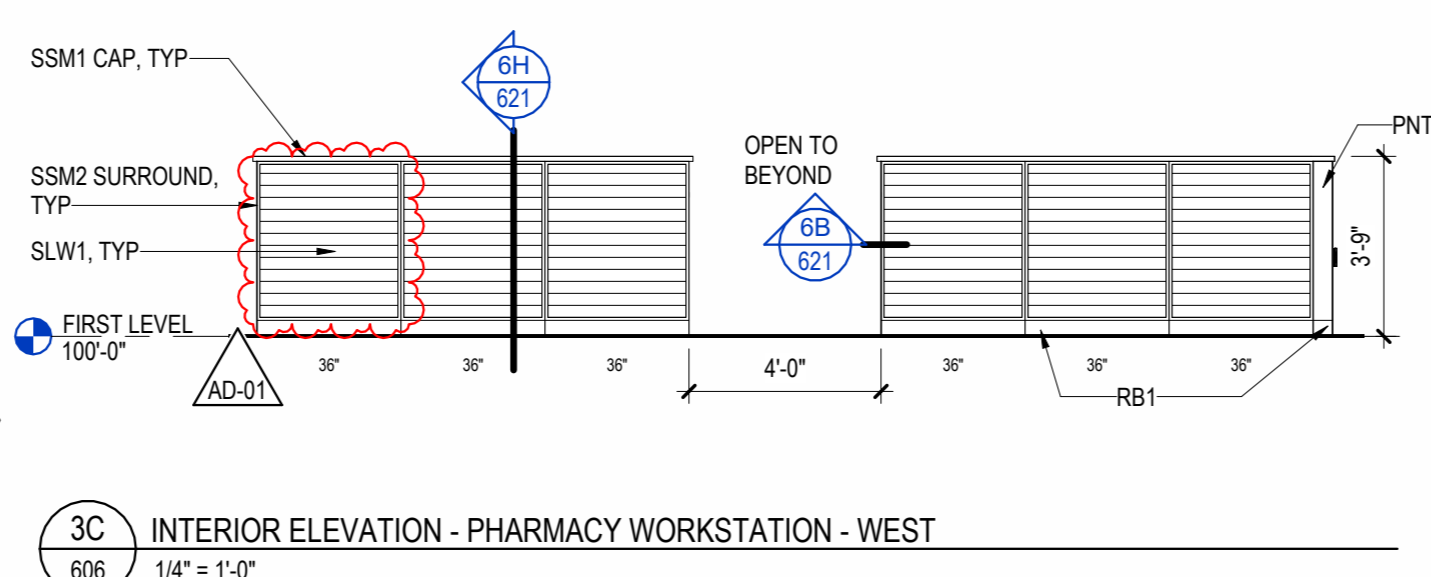 SSM1 CAP, TYP
6H
621
SSM2 SURROUND,
TYP
SLW1, TYP
OPEN TO
BEYOND
6B
621
PNT
3'-9"
FIRST LEVEL
100'-0"
AD-01
36"
36"
36"
4'-0"
36"
36"
36"
RB1
3C
606
INTERIOR ELEVATION - PHARMACY WORKSTATION - WEST
1/4" = 1'-0"